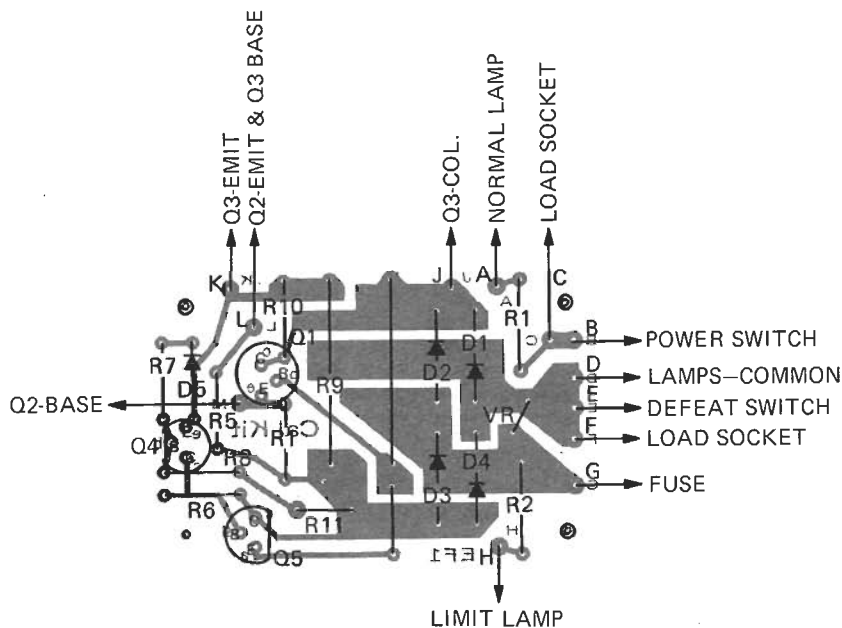 Q3-EMIT
Q2-EMIT & Q3 BASE
Q3-COL.
NORMAL LAMP
LOAD SOCKET
K
J
A
C
L
R10
Q1
R1
B
POWER SWITCH
R7
D5
D1
D2
D
LAMPS-COMMON
R9
E
DEFEAT SWITCH
Q2-BASE
R5
VR
F
LOAD SOCKET
Q4
R8
D4
G
FUSE
D3
R6
R11
R2
Q5
HEF1
H
LIMIT LAMP